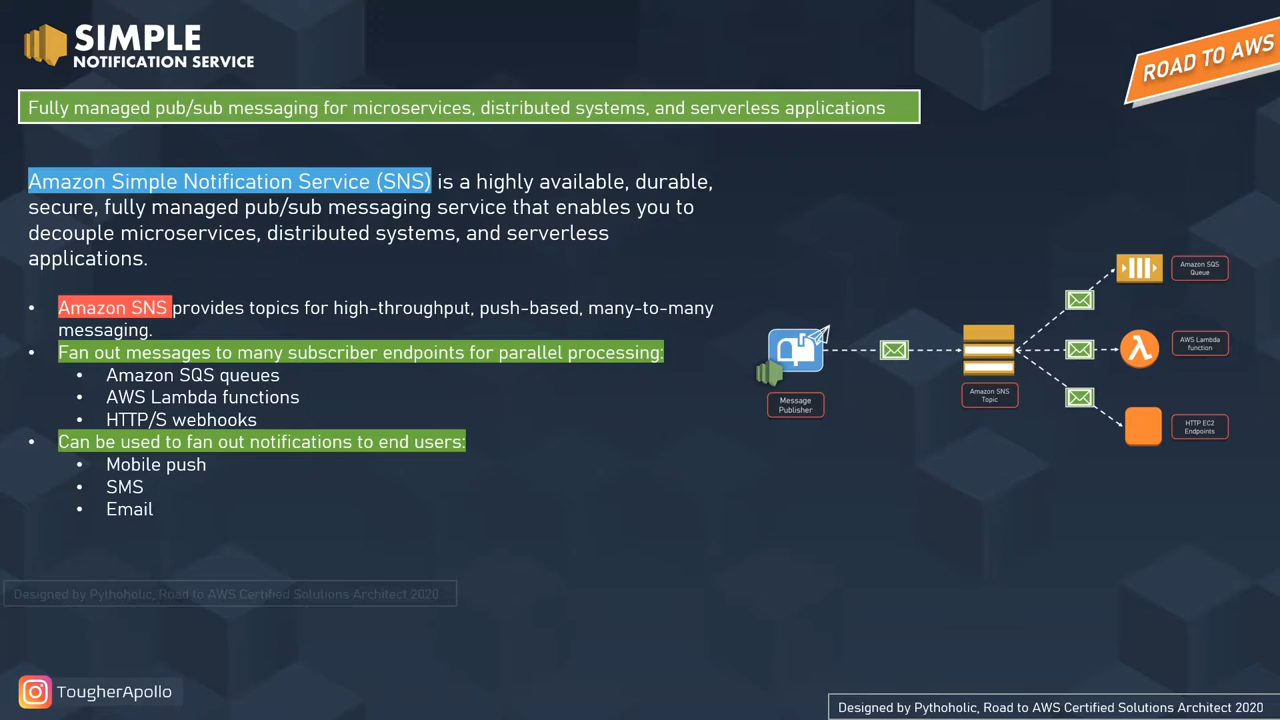 SIMPLE
NOTIFICATION SERVICE
ROAD TO AWS
Fully managed pub/sub messaging for microservices, distributed systems, and serverless applications
Amazon Simple Notification Service (SNS) is a highly available, durable,
secure, fully managed pub/sub messaging service that enables you to
decouple microservices, distributed systems, and serverless
applications.
• Amazon SNS provides topics for high-throughput, push-based, many-to-many
messaging.
• Fan out messages to many subscriber endpoints for parallel processing:
• Amazon SQS queues
• AWS Lambda functions
• HTTP/S webhooks
• Can be used to fan out notifications to end users:
• Mobile push
• SMS
• Email
Message
Publisher
Amazon SNS
Topic
Amazon SQS
Queue
AWS Lambda
function
HTTP EC2
Endpoints
Designed by Pythoholic, Road to AWS Certified Solutions Architect 2020
TougherApollo
Designed by Pythoholic, Road to AWS Certified Solutions Architect 2020